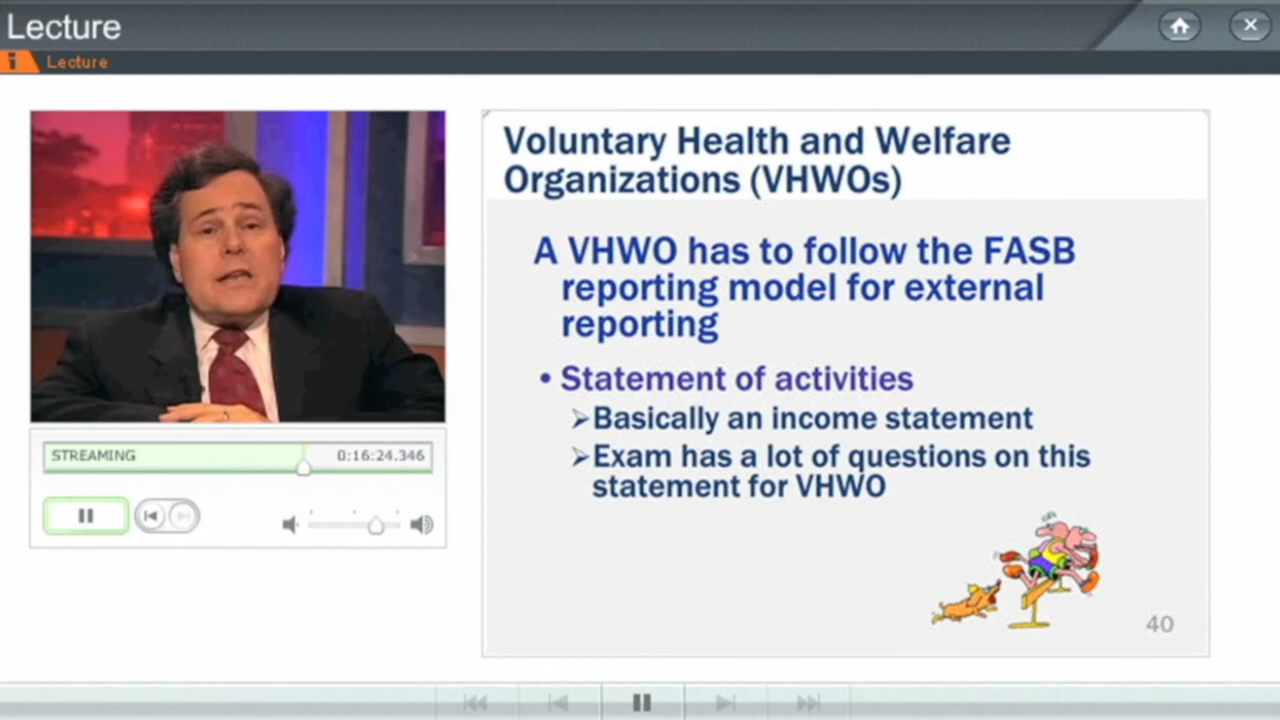 Lecture
i Lecture
Voluntary Health and Welfare
Organizations (VHWOs)
A VHWO has to follow the FASB
reporting model for external
reporting
• Statement of activities
➢Basically an income statement
➢Exam has a lot of questions on this
statement for VHWO
40
STREAMING 0:16:24.346